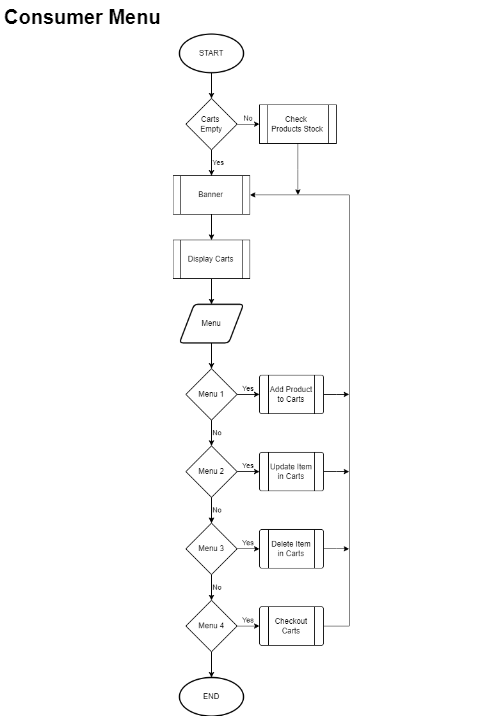 Consumer Menu
START
Carts
Empty
No
Check
Products Stock
Yes
Banner
Display Carts
Menu
Menu 1
Yes
Add Product
to Carts
No
Menu 2
Yes
Update Item
in Carts
No
Menu 3
Yes
Delete Item
in Carts
No
Menu 4
Yes
Checkout
Carts
END